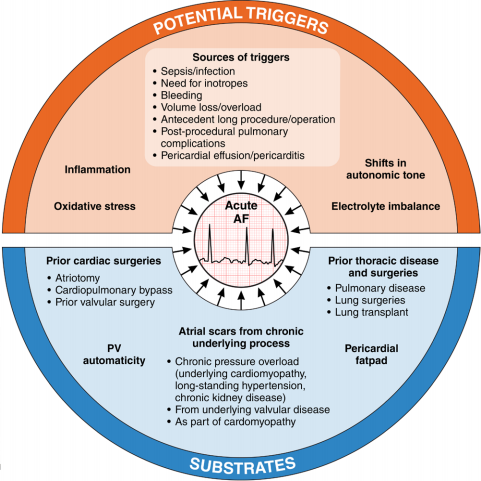 POTENTIAL TRIGGERS
Sources of triggers
• Sepsis/infection
• Need for inotropes
• Bleeding
• Volume loss/overload
• Antecedent long procedure/operation
• Post-procedural pulmonary
complications
• Pericardial effusion/pericarditis
Inflammation
Shifts in
autonomic tone
Oxidative stress
Electrolyte imbalance
Acute
AF
Prior cardiac surgeries
• Atriotomy
• Cardiopulmonary bypass
• Prior valvular surgery
Prior thoracic disease
and surgeries
• Pulmonary disease
• Lung surgeries
• Lung transplant
PV
automaticity
Atrial scars from chronic
underlying process
• Chronic pressure overload
(underlying cardiomyopathy,
long-standing hypertension,
chronic kidney disease)
• From underlying valvular disease
• As part of cardomyopathy
Pericardial
fatpad
SUBSTRATES